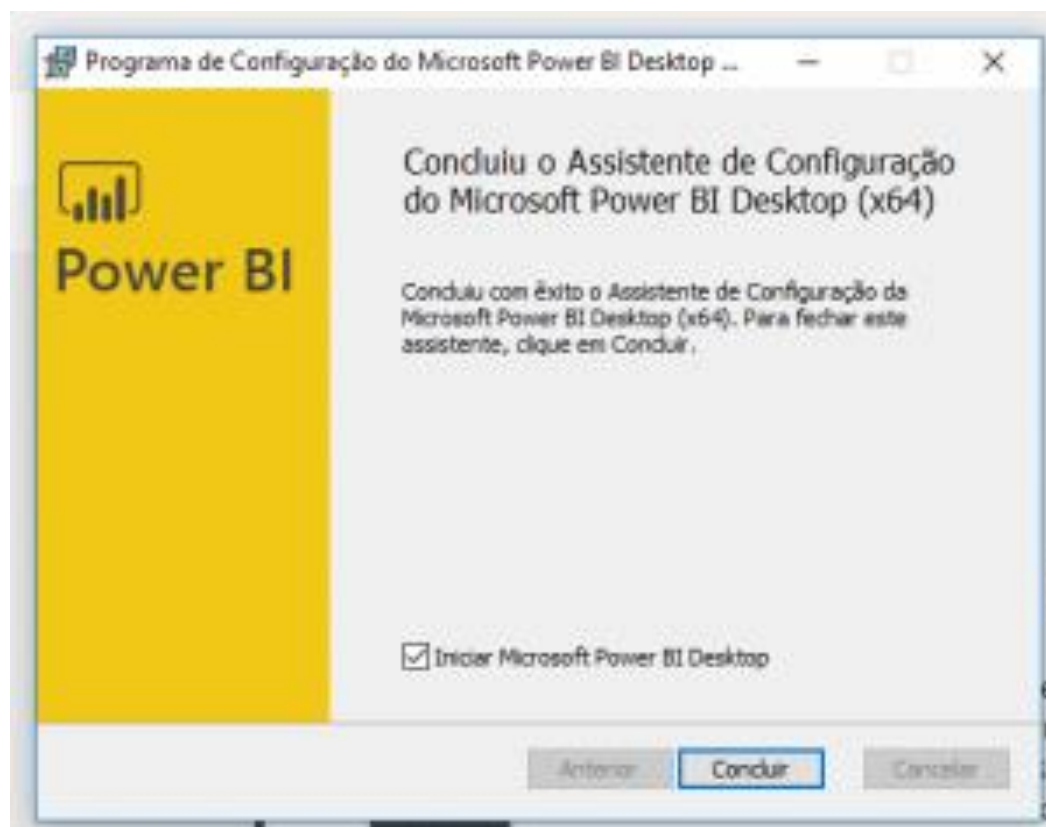 Programa de Configuração do Microsoft Power BI Desktop ...
Power BI
Concluiu o Assistente de Configuração
do Microsoft Power BI Desktop (x64)
Concluiu com êxito o Assistente de Configuração da
Microsoft Power BI Desktop (x64). Para fechar este
assistente, clique em Concluir.
Iniciar Microsoft Power BI Desktop
Anterior Concluir Cancelar